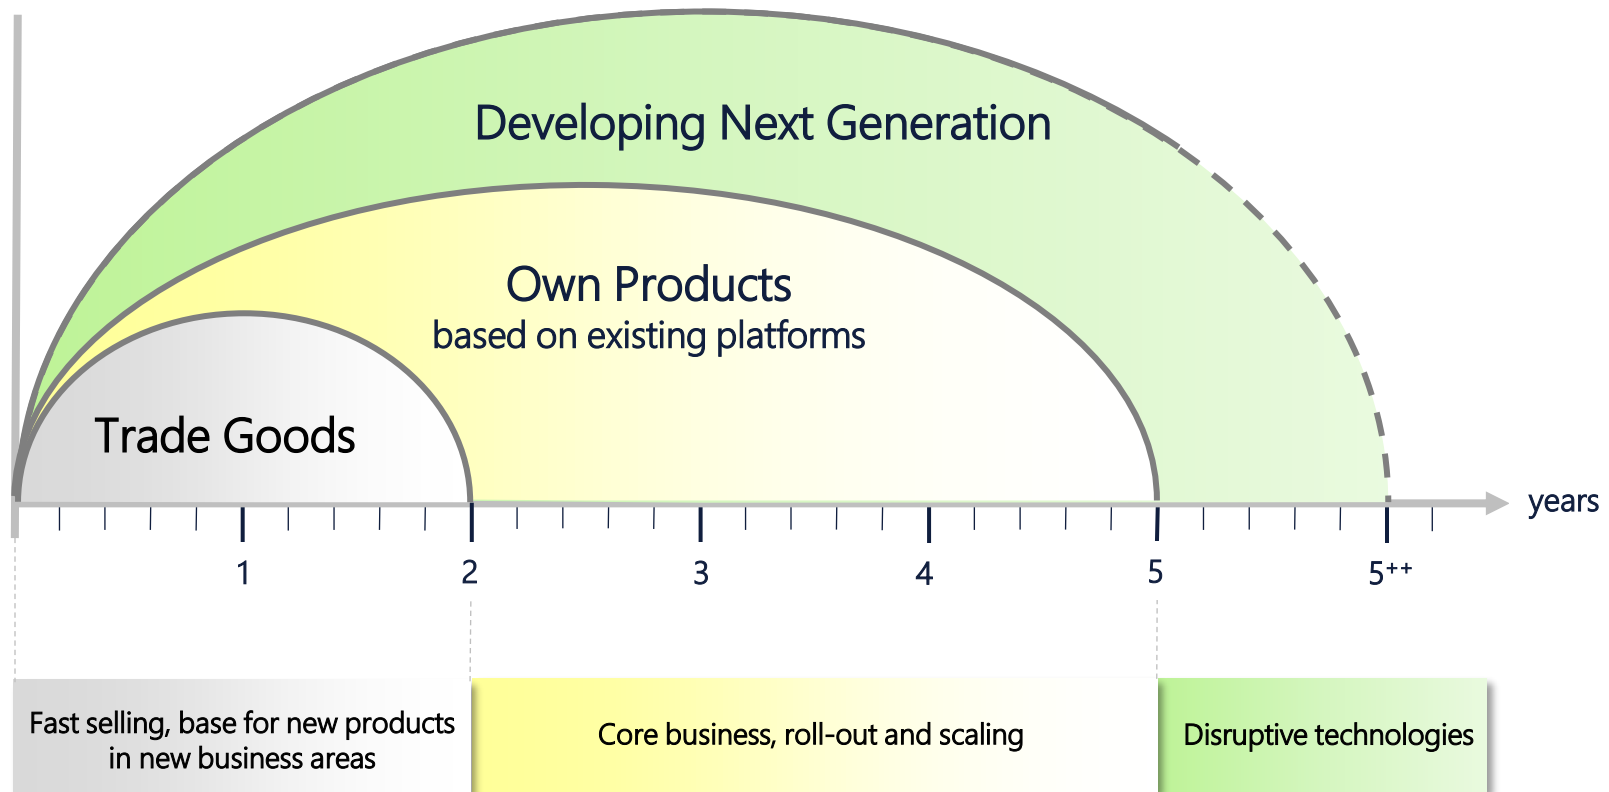 Developing Next Generation
Own Products
based on existing platforms
Trade Goods
years
1
2
3
4
5
5⁺⁺
Fast selling, base for new products
in new business areas
Core business, roll-out and scaling
Disruptive technologies